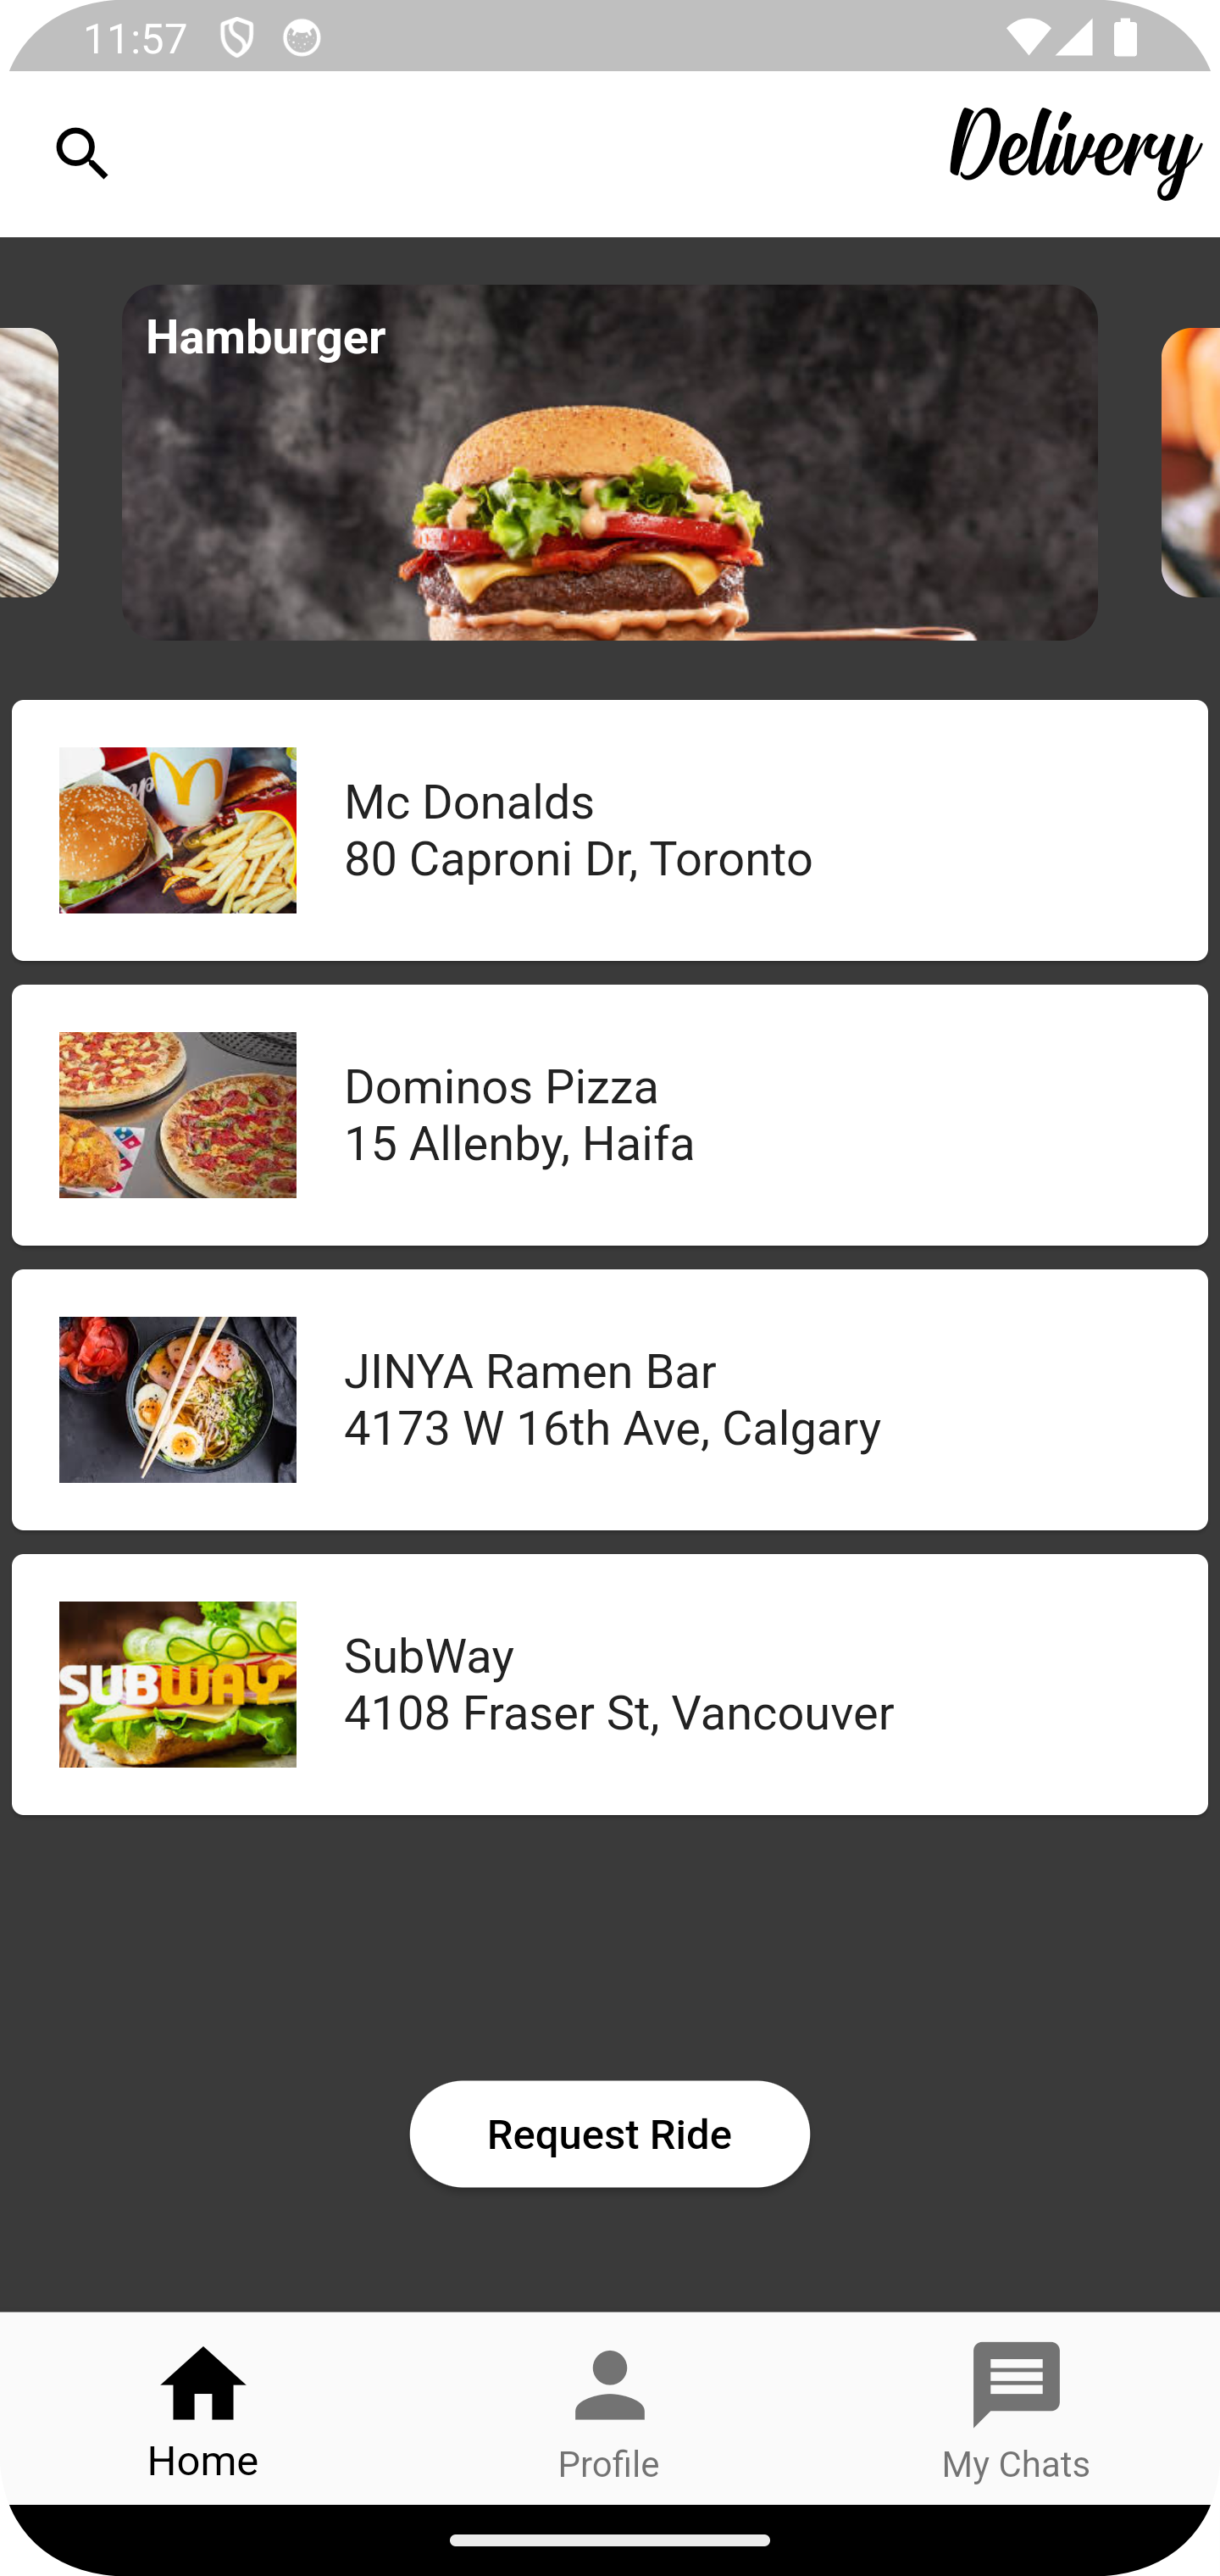 11:57
Delivery
Hamburger
Mc Donalds
80 Caproni Dr, Toronto
Dominos Pizza
15 Allenby, Haifa
JINYA Ramen Bar
4173 W 16th Ave, Calgary
SUBWAY
SubWay
4108 Fraser St, Vancouver
Request Ride
Home
Profile
My Chats